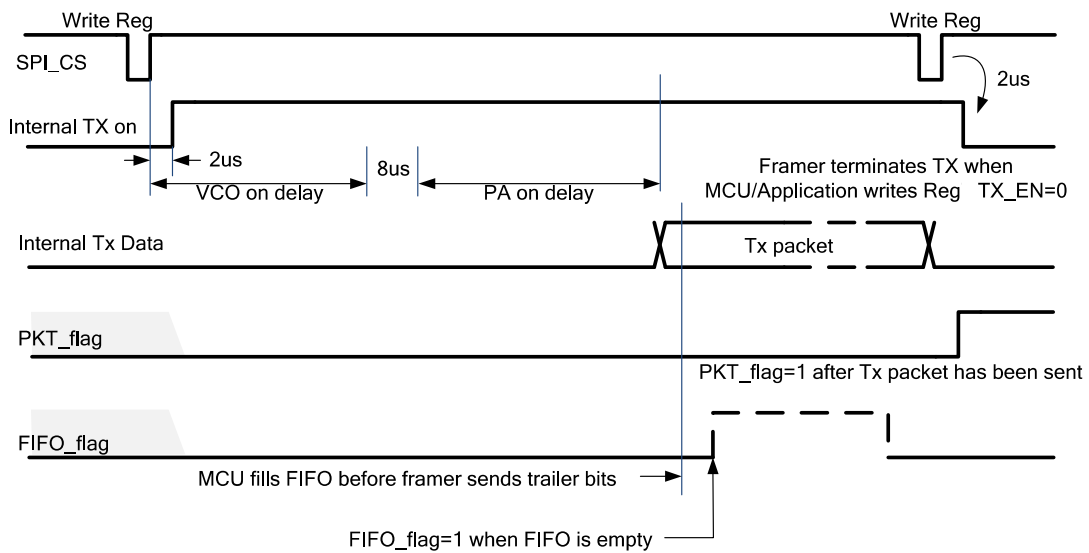 Write Reg
Write Reg
SPI_CS
2us
Internal TX on
2us
8us
VCO on delay
PA on delay
Framer terminates TX when
MCU/Application writes Reg TX_EN=0
Internal Tx Data
Tx packet
PKT_flag
PKT_flag=1 after Tx packet has been sent
FIFO_flag
MCU fills FIFO before framer sends trailer bits
FIFO_flag=1 when FIFO is empty